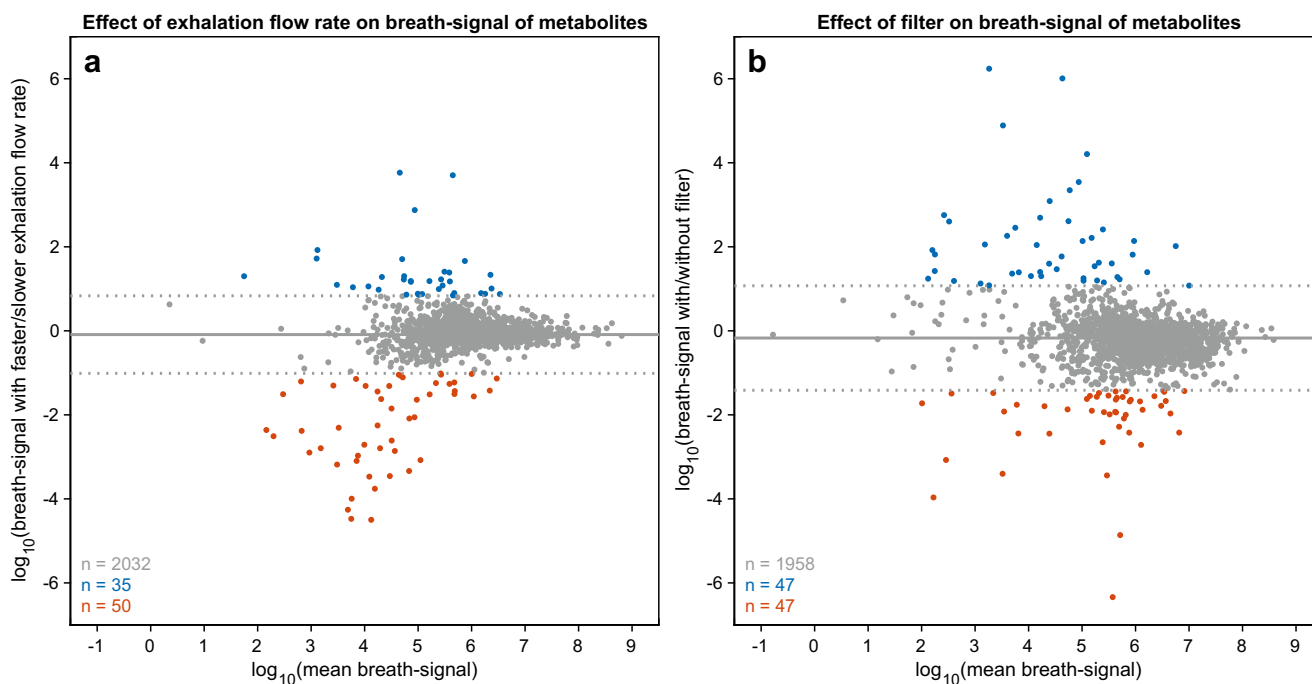 Effect of exhalation flow rate on breath-signal of metabolites
a
log10(breath-signal with faster/slower exhalation flow rate)
6
4
2
0
-2
-4
-6
n = 2032
n = 35
n = 50
-1 0 1 2 3 4 5 6 7 8 9
log10(mean breath-signal)
Effect of filter on breath-signal of metabolites
b
log10(breath-signal with/without filter)
6
4
2
0
-2
-4
-6
n = 1958
n = 47
n = 47
-1 0 1 2 3 4 5 6 7 8 9
log10(mean breath-signal)